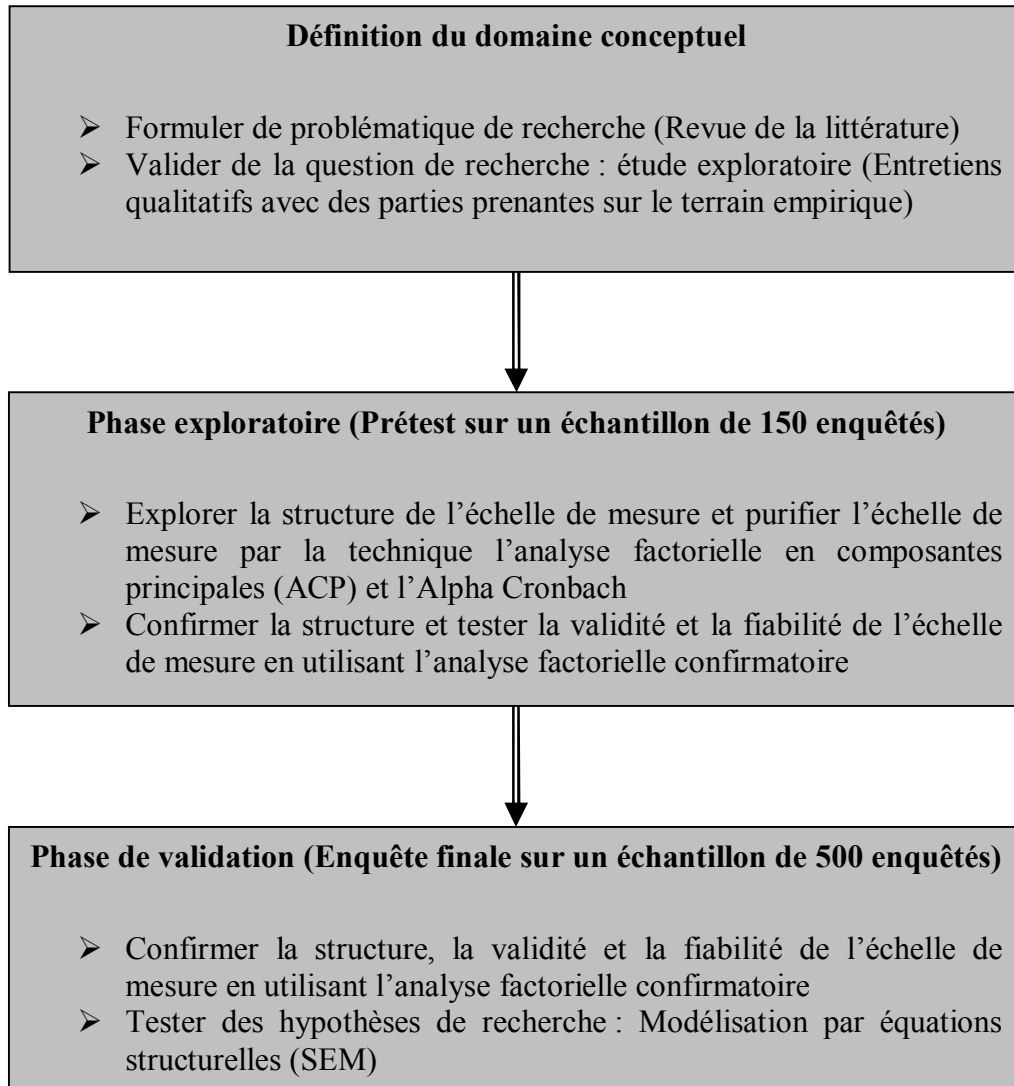 Définition du domaine conceptuel
➢ Formuler de problématique de recherche (Revue de la littérature)
➢ Valider de la question de recherche : étude exploratoire (Entretiens
qualitatifs avec des parties prenantes sur le terrain empirique)
Phase exploratoire (Prétest sur un échantillon de 150 enquêtés)
➢ Explorer la structure de l’échelle de mesure et purifier l’échelle de
mesure par la technique l’analyse factorielle en composantes
principales (ACP) et l’Alpha Cronbach
➢ Confirmer la structure et tester la validité et la fiabilité de l’échelle
de mesure en utilisant l’analyse factorielle confirmatoire
Phase de validation (Enquête finale sur un échantillon de 500 enquêtés)
➢ Confirmer la structure, la validité et la fiabilité de l’échelle de
mesure en utilisant l’analyse factorielle confirmatoire
➢ Tester des hypothèses de recherche : Modélisation par équations
structurelles (SEM)